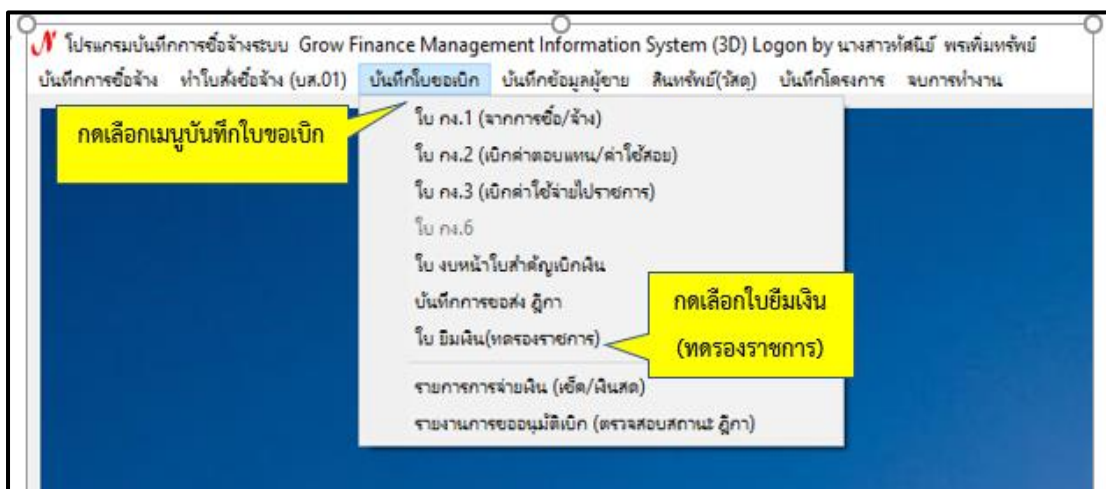 N โปรแกรมบันทึกการซื้อจ้างระบบ Grow Finance Management Information System (3D) Logon by นางสาวทัศนีย์ พรเพิ่มทรัพย์
บันทึกการซื้อจ้าง ทำใบสั่งซื้อจ้าง (บส.01) บันทึกใบขอเบิก บันทึกข้อมูลผู้ขาย สินทรัพย์(วัสดุ) บันทึกโครงการ จบการทำงาน
กดเลือกเมนูบันทึกใบขอเบิก
ใบ กง.1 (จากการซื้อ/จ้าง)
ใบ กง.2 (เบิกค่าตอบแทน/ค่าใช้สอย)
ใบ กง.3 (เบิกค่าใช้จ่ายไปราชการ)
ใบ กง.6
ใบ งบหน้าใบสำคัญเบิกเงิน
บันทึกการขอส่ง ฎีกา
ใบ ยืมเงิน(ทดรองราชการ)
กดเลือกใบยืมเงิน
(ทดรองราชการ)
รายการการจ่ายเงิน (เช็ค/เงินสด)
รายงานการขออนุมัติเบิก (ตรวจสอบสถานะ ฎีกา)